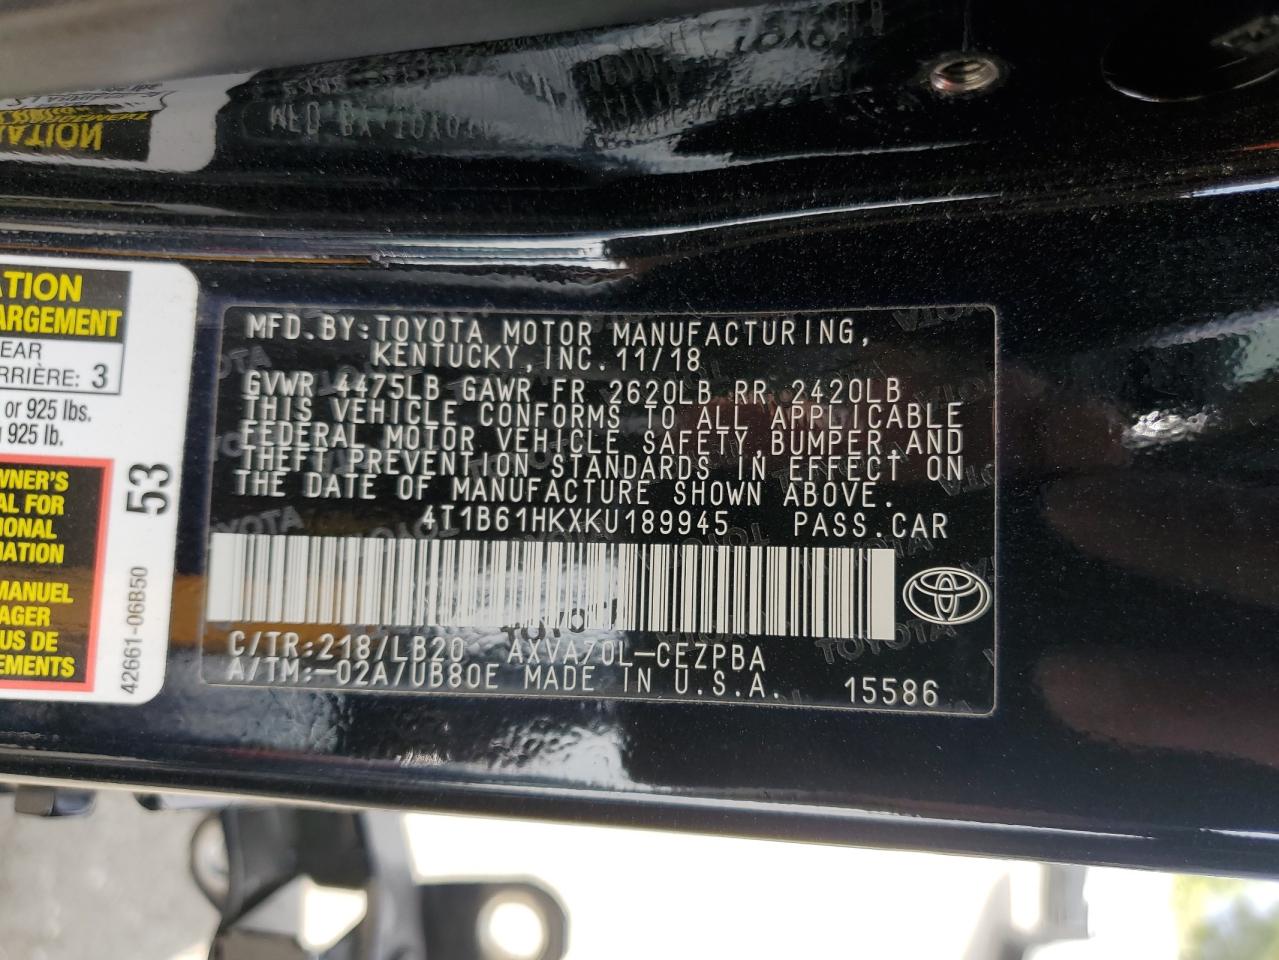 MFD.BY:TOYOTA MOTOR MANUFACTURING,
KENTUCKY,INC. 11/18
GVWR 4475LB GAWR FR 2620LB RR 2420LB
THIS VEHICLE CONFORMS TO ALL APPLICABLE
FEDERAL MOTOR VEHICLE SAFETY,BUMPER,AND
THEFT PREVENTION STANDARDS IN EFFECT ON
THE DATE OF MANUFACTURE SHOWN ABOVE.
4T1B61HKXKU189945 PASS.CAR
C/TR:218/LB20 AXVA70L-CEZPBA
A/TM:-02A/UB80E MADE IN U.S.A. 15586
TOYOTA
ATION
ARGEMENT
EAR
RRIÈRE: 3
or 925 lbs.
925 lb.
WNER'S
AL FOR
TIONAL
MATION
MANUEL
AGER
US DE
EMENTS
53
42661-06B50